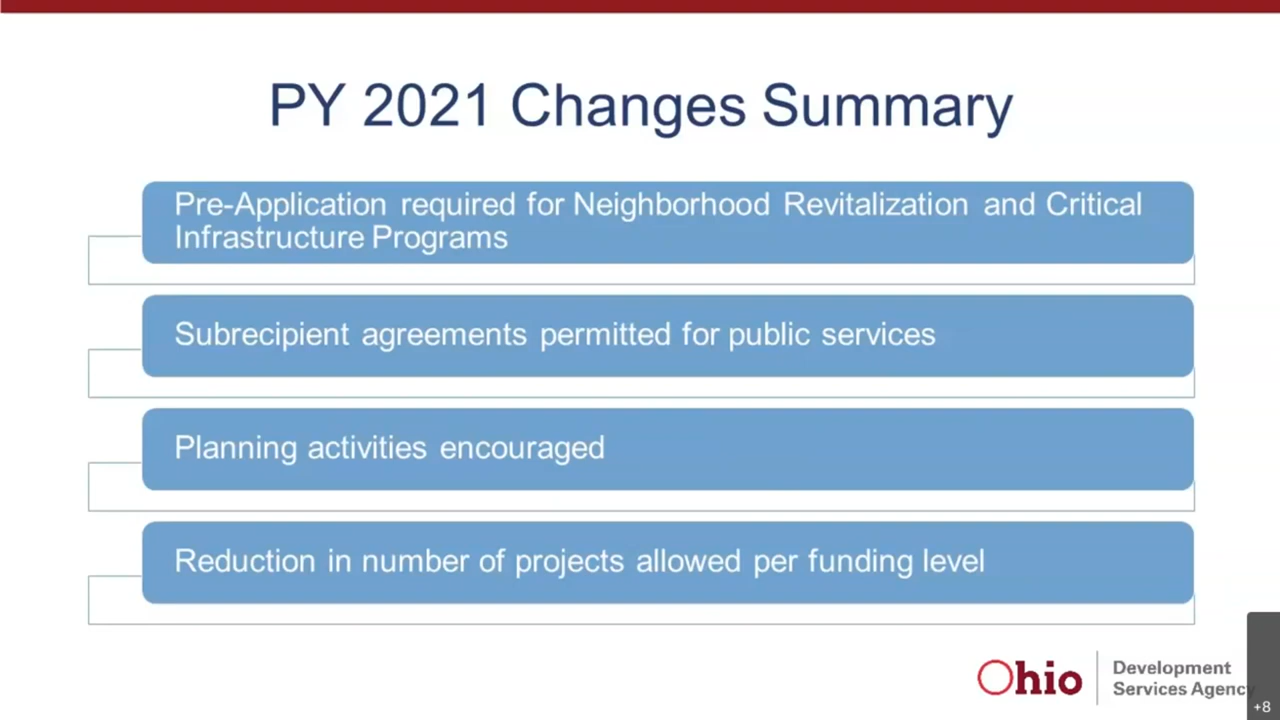 PY 2021 Changes Summary
Pre-Application required for Neighborhood Revitalization and Critical
Infrastructure Programs
Subrecipient agreements permitted for public services
Planning activities encouraged
Reduction in number of projects allowed per funding level
Ohio
Development
Services Agency
+8